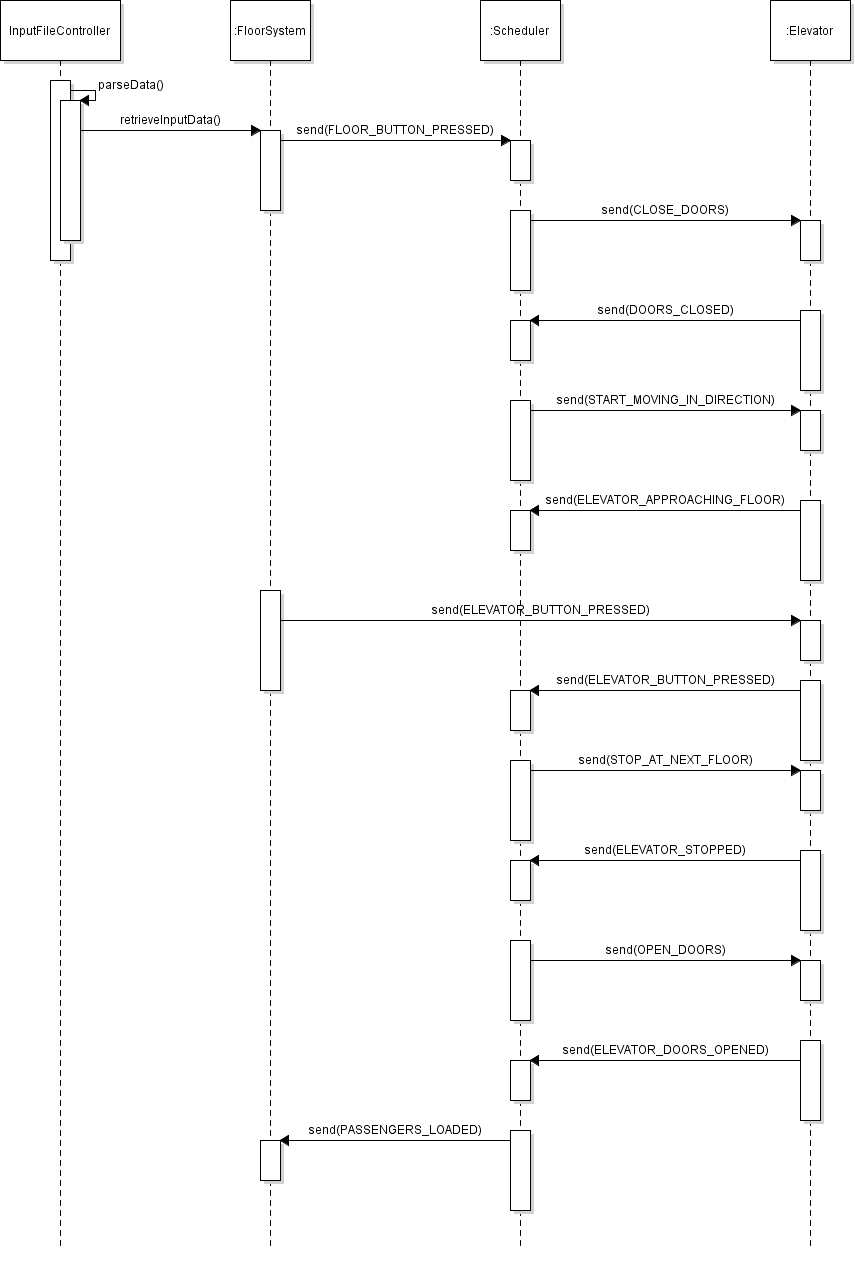 InputFileController
:FloorSystem
:Scheduler
:Elevator
parseData()
retrieveInputData()
send(FLOOR_BUTTON_PRESSED)
send(CLOSE_DOORS)
send(DOORS_CLOSED)
send(START_MOVING_IN_DIRECTION)
send(ELEVATOR_APPROACHING_FLOOR)
send(ELEVATOR_BUTTON_PRESSED)
send(ELEVATOR_BUTTON_PRESSED)
send(STOP_AT_NEXT_FLOOR)
send(ELEVATOR_STOPPED)
send(OPEN_DOORS)
send(ELEVATOR_DOORS_OPENED)
send(PASSENGERS_LOADED)